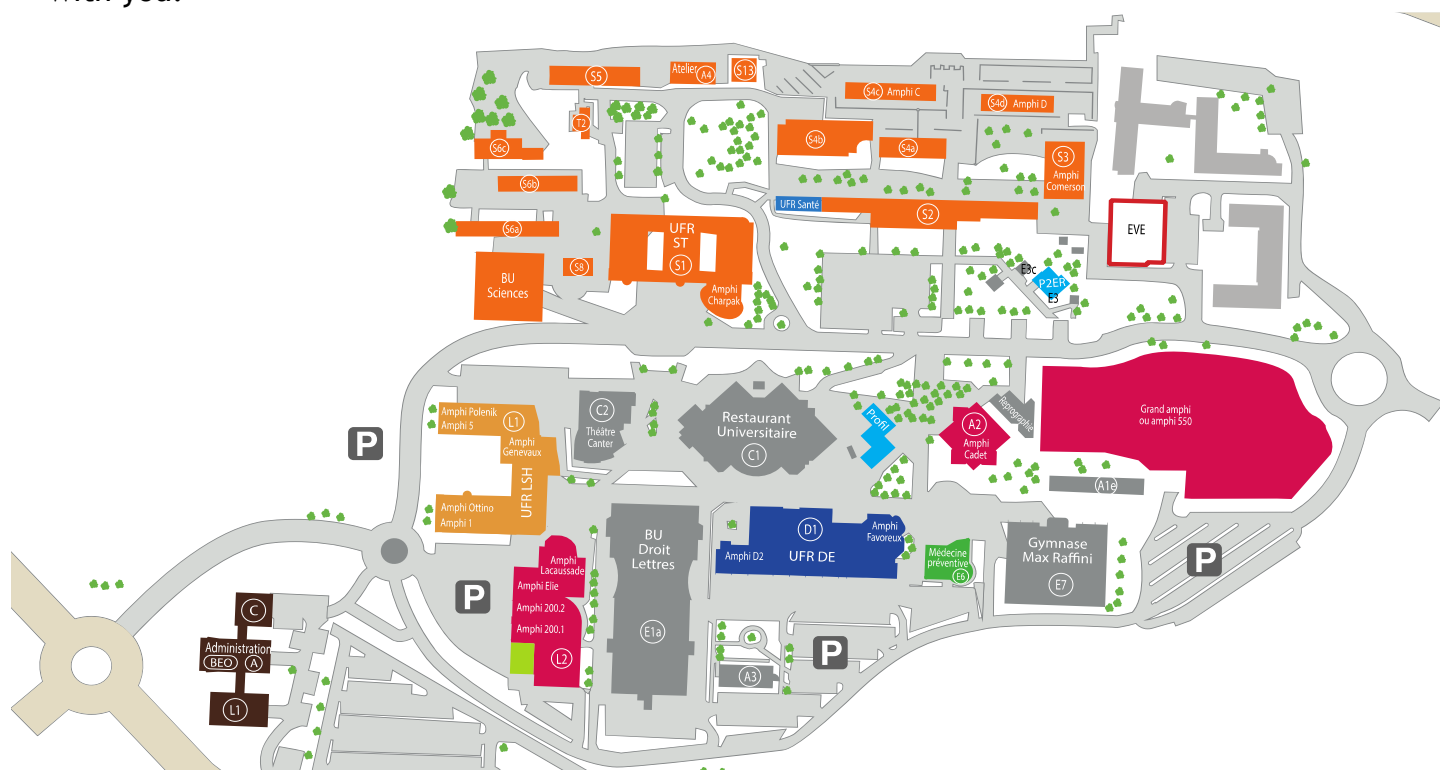 with you.
S5
Atelier A4
S13
S4c Amphi C
S4d Amphi D
T2
S6c
S4b
S4a
S3
Amphi
Comerson
S6b
UFR Santé
S2
S6a
UFR
ST
S1
EVE
S8
BU
Sciences
Amphi
Charpak
E3c
P2ER
E3
Amphi Polenik
Amphi 5
L1
Amphi
Genevaux
UFR LSH
Amphi Ottino
Amphi 1
C2
Théâtre
Canter
Restaurant
Universitaire
C1
Profil
A2
Amphi
Cadet
Reprographie
Grand amphi
ou amphi 550
A1e
P
BU
Droit
Lettres
E1a
D1
UFR DE
Amphi D2
Amphi
Favoreux
Médecine
préventive
E6
Gymnase
Max Raffini
E7
P
Amphi
Lacaussade
Amphi Elie
Amphi 200.2
Amphi 200.1
L2
P
P
A3
C
Administration
BEO A
L1